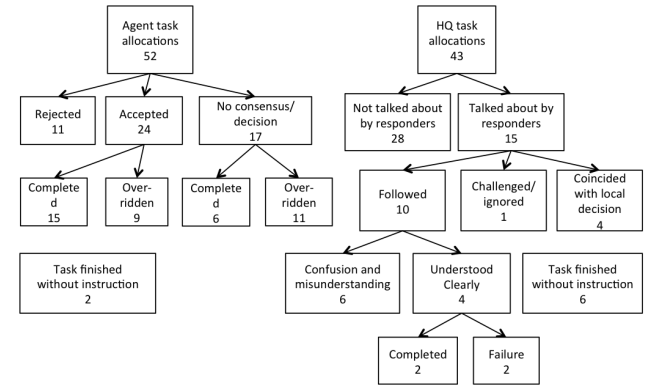 Agent task
allocations
52
HQ task
allocations
43
Rejected
11
Accepted
24
No consensus/
decision
17
Not talked about
by responders
28
Talked about by
responders
15
Complete
d
15
Over-
ridden
9
Complete
d
6
Over-
ridden
11
Followed
10
Challenged/
ignored
1
Coincided
with local
decision
4
Task finished
without instruction
2
Confusion and
misunderstanding
6
Understood
Clearly
4
Task finished
without instruction
6
Completed
2
Failure
2